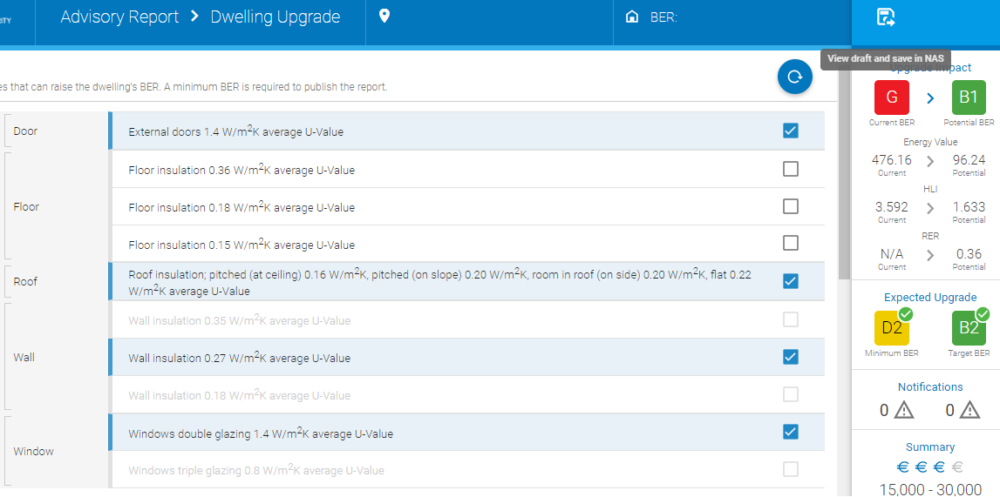 Advisory Report > Dwelling Upgrade
BER:
View draft and save in NAS
es that can raise the dwelling's BER. A minimum BER is required to publish the report.
Door
External doors 1.4 W/m²K average U-Value
Floor
Floor insulation 0.36 W/m²K average U-Value
Floor insulation 0.18 W/m²K average U-Value
Floor insulation 0.15 W/m²K average U-Value
Roof
Roof insulation; pitched (at ceiling) 0.16 W/m²K, pitched (on slope) 0.20 W/m²K, room in roof (on side) 0.20 W/m²K, flat 0.22
W/m²K average U-Value
Wall
Wall insulation 0.35 W/m²K average U-Value
Wall insulation 0.27 W/m²K average U-Value
Wall insulation 0.18 W/m²K average U-Value
Window
Windows double glazing 1.4 W/m²K average U-Value
Windows triple glazing 0.8 W/m²K average U-Value
Upgrade Impact
G > B1
Current BER Potential BER
Energy Value
476.16 > 96.24
Current Potential
HLI
3.592 > 1.633
Current Potential
RER
N/A > 0.36
Current Potential
Expected Upgrade
D2 B2
Minimum BER Target BER
Notifications
0 0
Summary
€ € € €
15,000 - 30,000